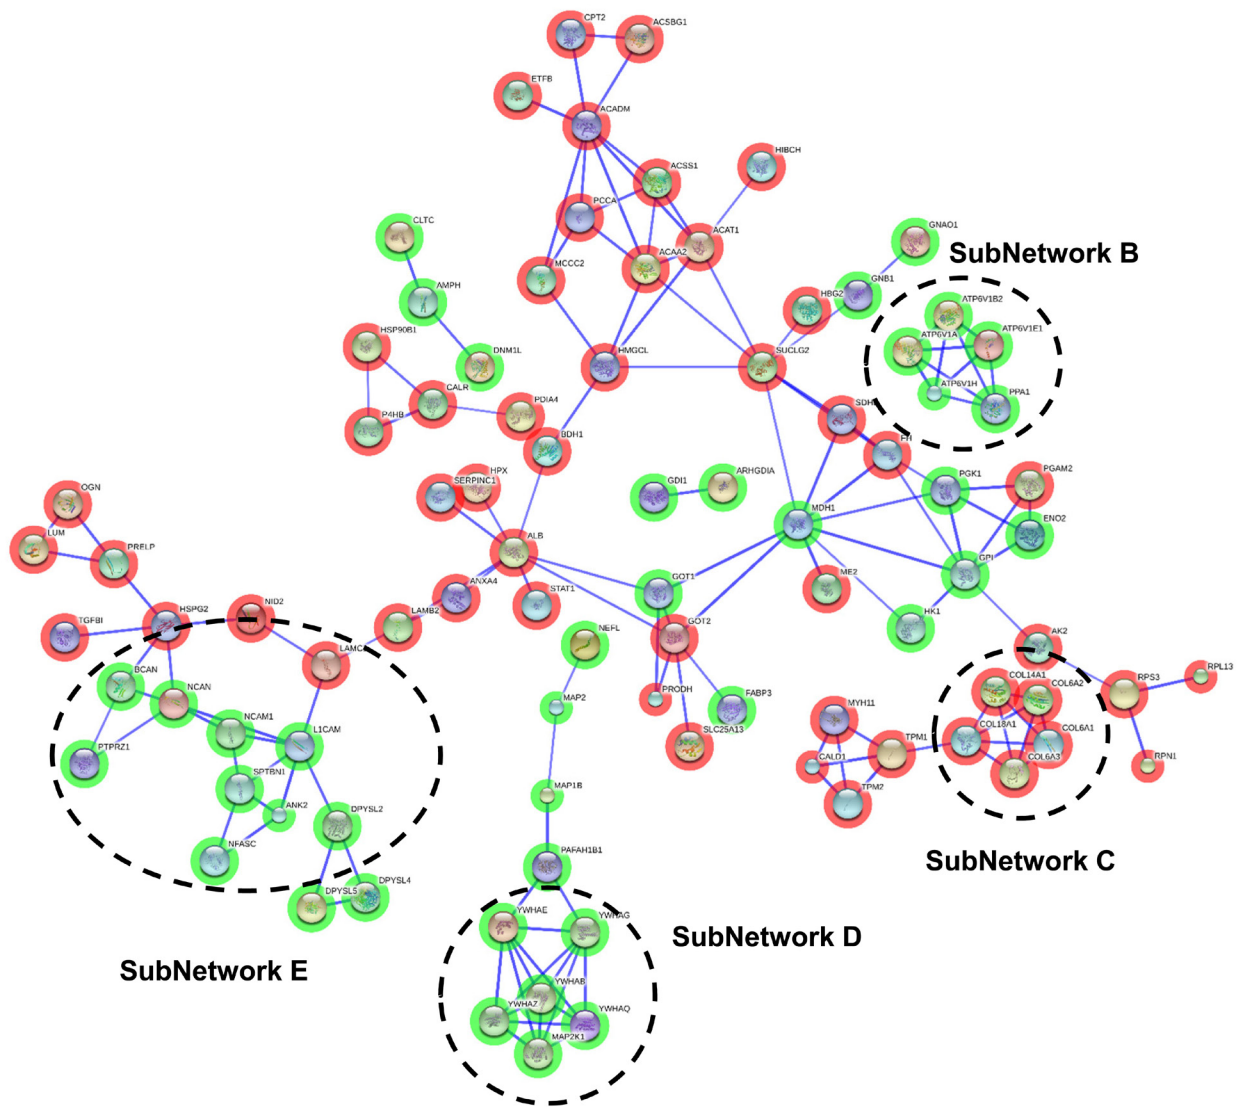 CPT2
ACSBG1
ETFB
ACADM
HIBCH
ACSS1
PCCA
CLTC
GNAO1
ACAT1
SubNetwork B
ACAA2
MCCC2
GNB1
AMPH
HBG2
ATP6V1B2
HSP90B1
ATP6V1A
ATP6V1E1
DNM1L
HMGCL
SUCLG2
ATP6V1H
PPA1
CALR
PDIA4
P4HB
SDH
BDH1
FH
HPX
SERPINC1
GDI1
ARHGDIA
PGK1
PGAM2
OGN
MDH1
ENO2
LUM
PRELP
ALB
GPI
ANXA4
STAT1
GOT1
ME2
NID2
HSPG2
LAMB2
HK1
TGFBI
NEFL
GOT2
AK2
LAMC
BCAN
COL14A1
COL6A2
RPS3
RPL13
NCAN
MAP2
PRODH
FABP3
MYH11
NCAM1
L1CAM
SLC25A13
COL18A1
COL6A1
PTPRZ1
TPM1
COL6A3
CALD1
RPN1
SPTBN1
MAP1B
TPM2
ANK2
DPYSL2
NFASC
PAFAH1B1
SubNetwork C
DPYSL5
DPYSL4
YWHAE
YWHAG
SubNetwork D
SubNetwork E
YWHAB
YWHAZ
YWHAQ
MAP2K1